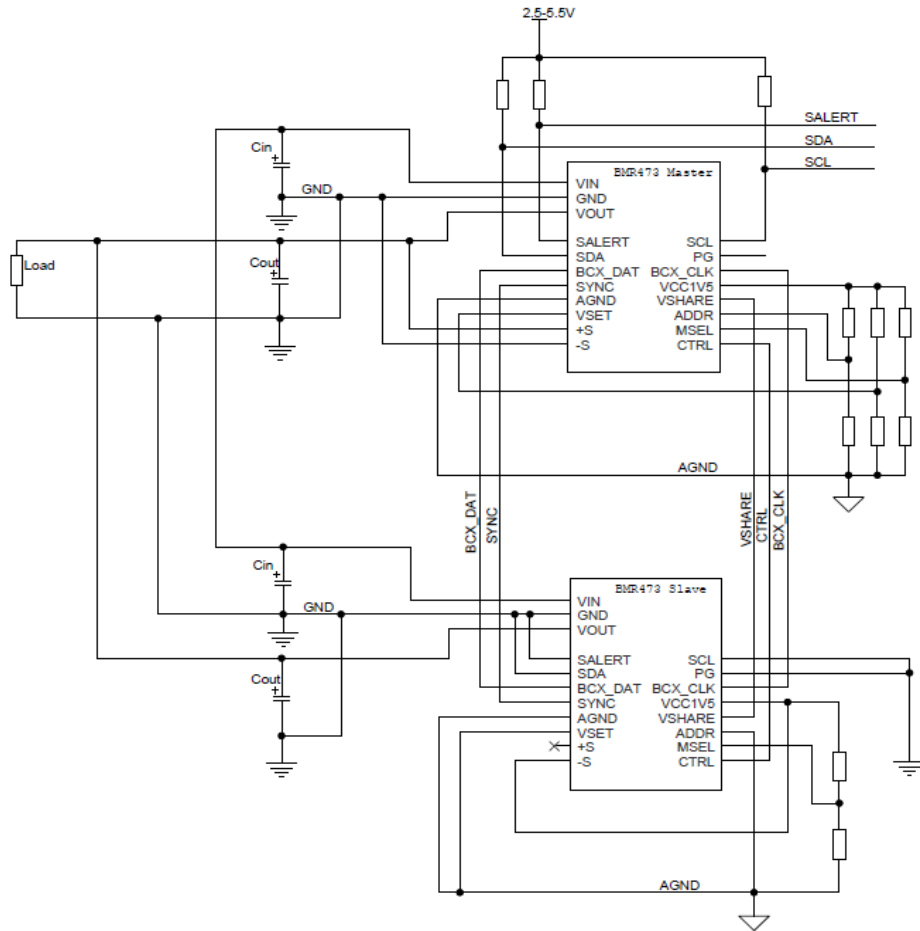 2.5-5.5V
SALERT
SDA
SCL
Cin
GND
BMR473 Master
VIN
GND
VOUT
SALERT
SDA
BCX_DAT
SYNC
AGND
VSET
+S
-S
SCL
PG
BCX_CLK
VCC1V5
VSHARE
ADDR
MSEL
CTRL
Load
Cout
AGND
BCX_DAT
SYNC
VSHARE
CTRL
BCX_CLK
Cin
GND
BMR473 Slave
VIN
GND
VOUT
SALERT
SDA
BCX_DAT
SYNC
AGND
VSET
+S
-S
SCL
PG
BCX_CLK
VCC1V5
VSHARE
ADDR
MSEL
CTRL
Cout
AGND